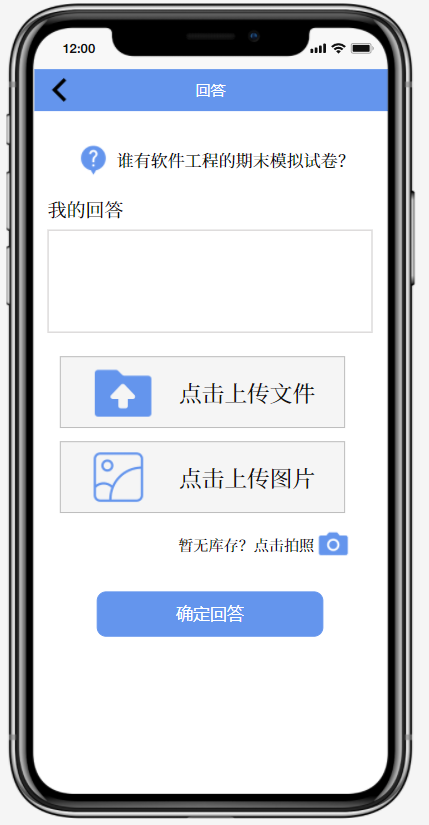 12:00
回答
谁有软件工程的期末模拟试卷？
我的回答
点击上传文件
点击上传图片
暂无库存？点击拍照
确定回答